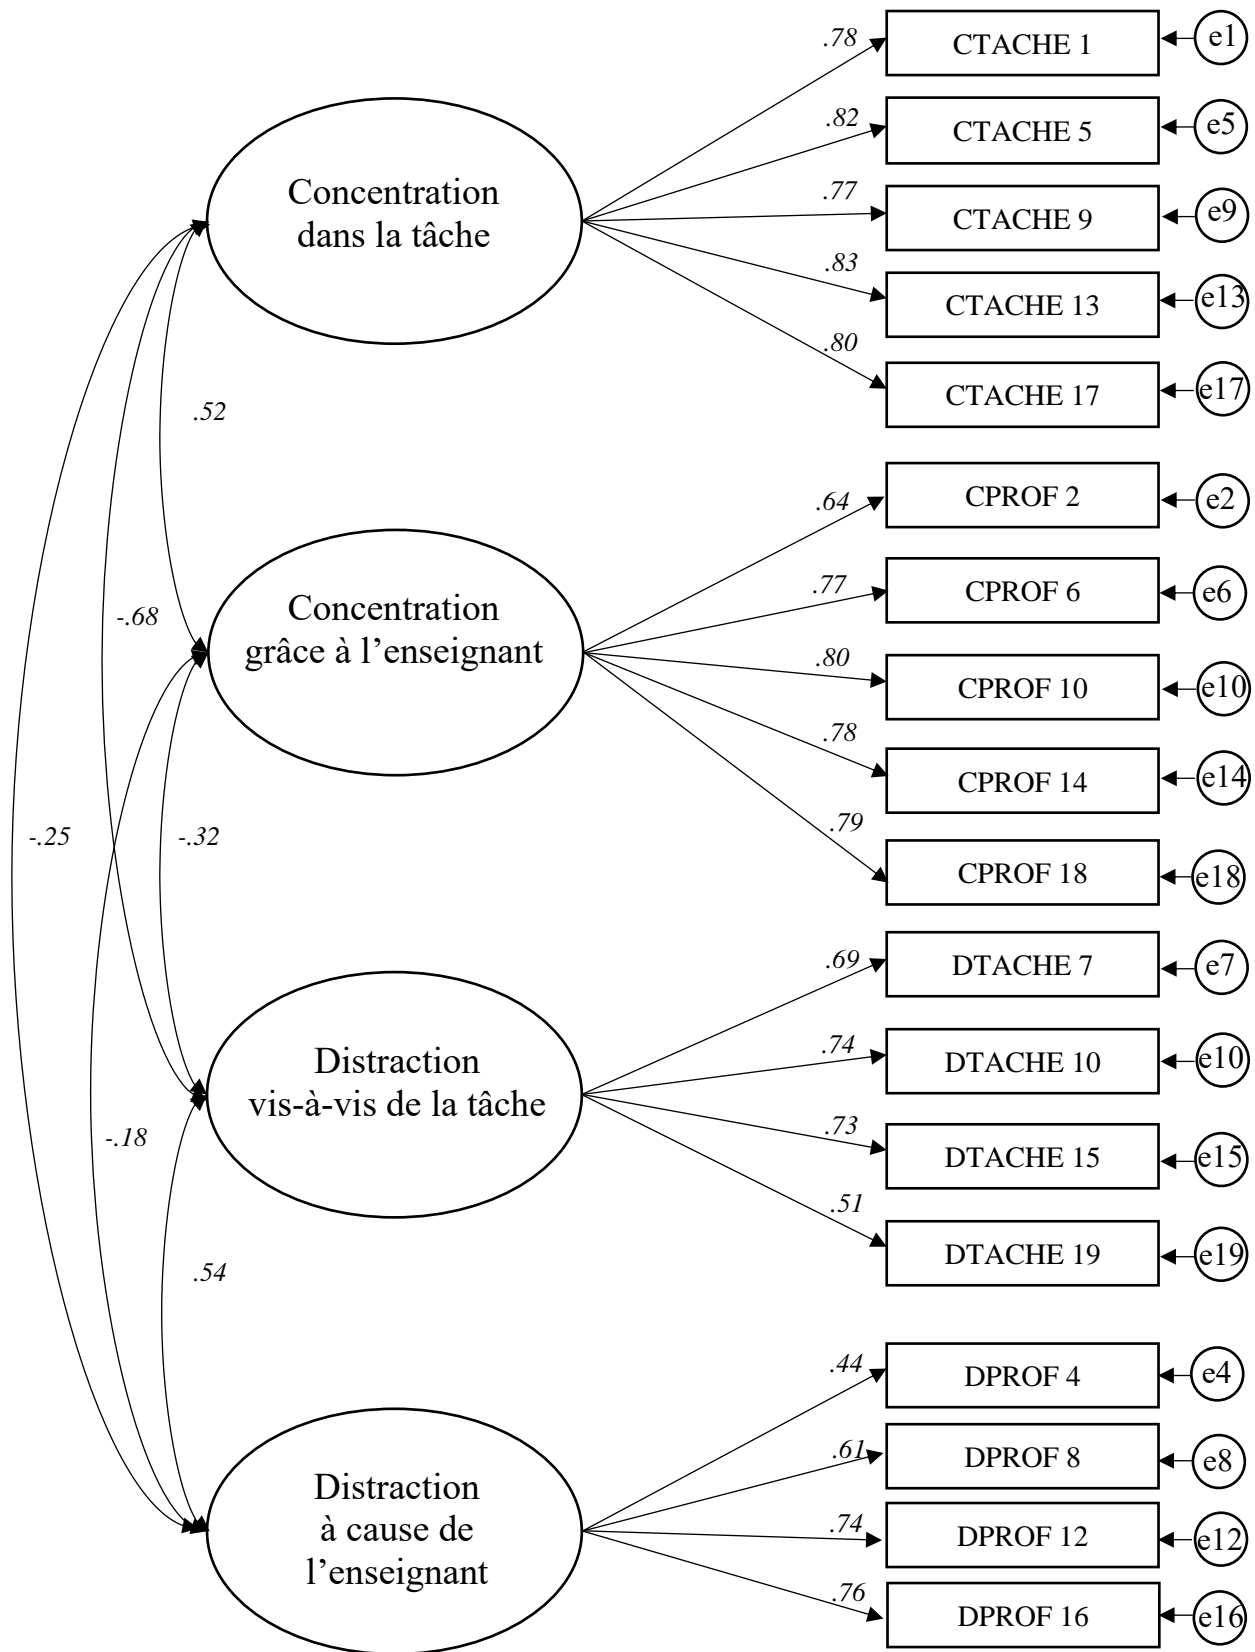 .78
CTACHE 1
e1
.82
CTACHE 5
e5
Concentration
dans la tâche
.77
CTACHE 9
e9
.83
CTACHE 13
e13
.80
CTACHE 17
e17
.52
.64
CPROF 2
e2
Concentration
grâce à l’enseignant
.77
CPROF 6
e6
-.68
.80
CPROF 10
e10
.78
CPROF 14
e14
-.25
-.32
.79
CPROF 18
e18
.69
DTACHE 7
e7
Distraction
vis-à-vis de la tâche
.74
DTACHE 10
e10
-.18
.73
DTACHE 15
e15
.51
DTACHE 19
e19
.54
.44
DPROF 4
e4
.61
DPROF 8
e8
Distraction
à cause de
l’enseignant
.74
DPROF 12
e12
.76
DPROF 16
e16